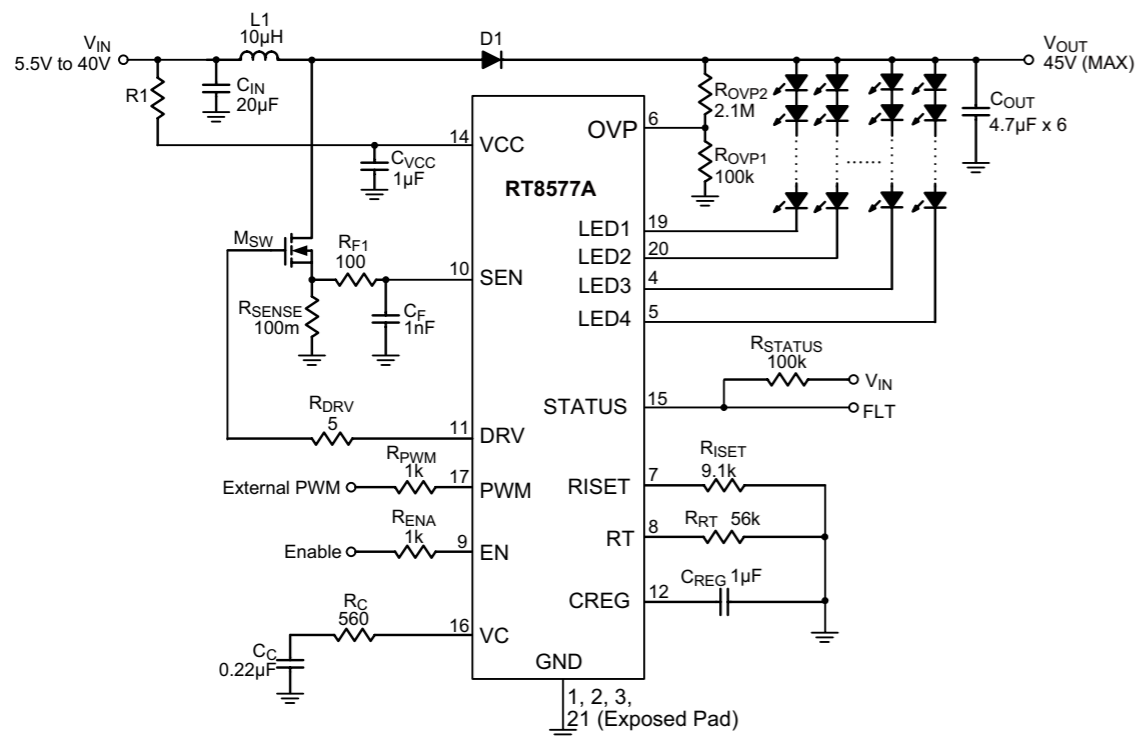 L1
10µH
D1
VIN
5.5V to 40V
VOUT
45V (MAX)
R1
CIN
20µF
ROVP2
2.1M
COUT
4.7µF x 6
6
OVP
14
VCC
CVCC
1µF
ROVP1
100k
RT8577A
19
LED1
20
LED2
4
LED3
5
LED4
MSW
RF1
100
10
SEN
RSENSE
100m
CF
1nF
RSTATUS
100k
VIN
15
STATUS
FLT
RDRV
5
11
DRV
RPWM
1k
17
PWM
External PWM
RISET
9.1k
7
RISET
RENA
1k
9
EN
Enable
RRT 56k
8
RT
CREG 1µF
12
CREG
RC
560
16
VC
CC
0.22µF
GND
1, 2, 3,
21 (Exposed Pad)